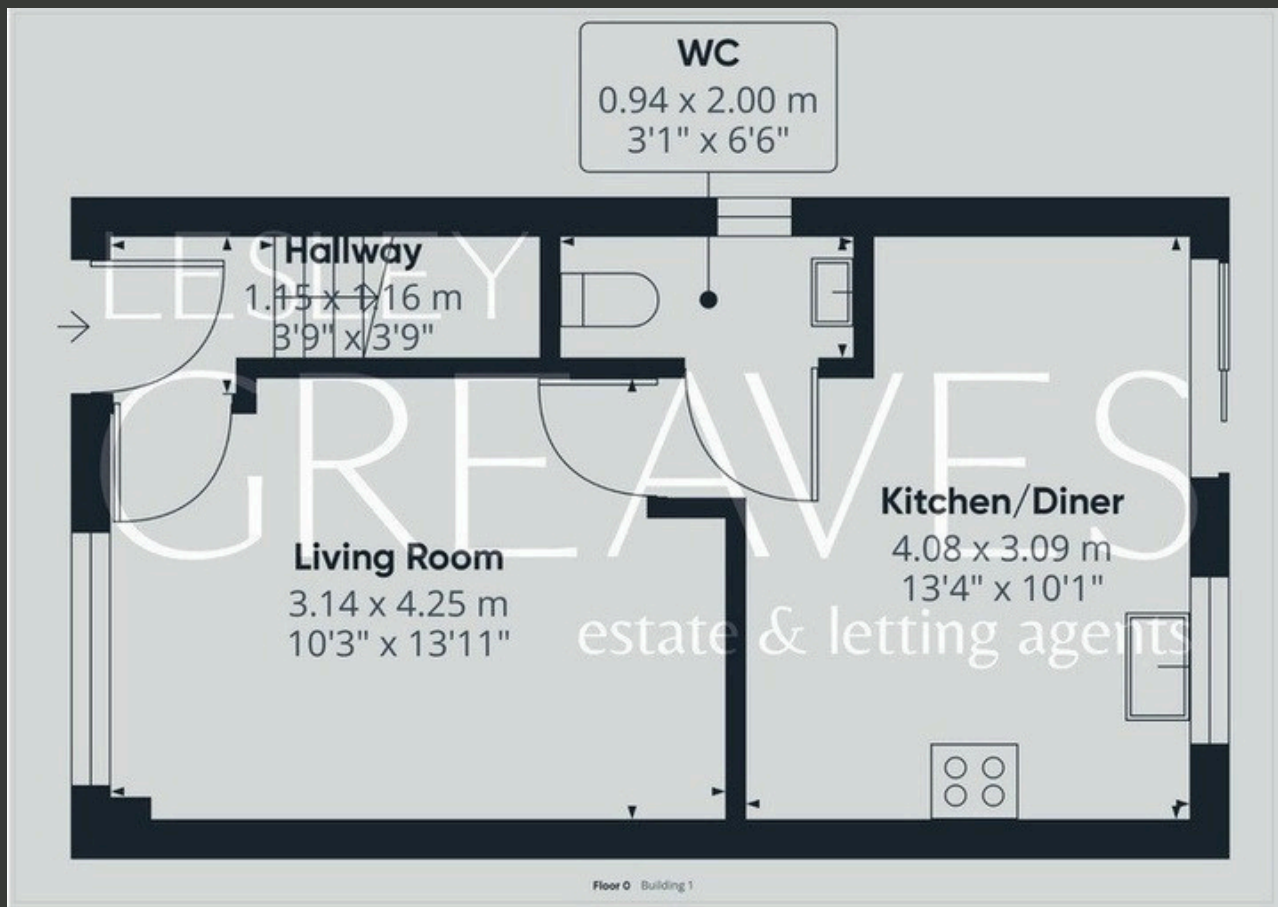 WC
0.94 x 2.00 m
3'1" x 6'6"
LESLEY
Hallway
1.15 x 1.16 m
3'9" x 3'9"
GREAVES
Kitchen/Diner
4.08 x 3.09 m
13'4" x 10'1"
Living Room
3.14 x 4.25 m
10'3" x 13'11"
estate & letting agents
Floor 0 Building 1